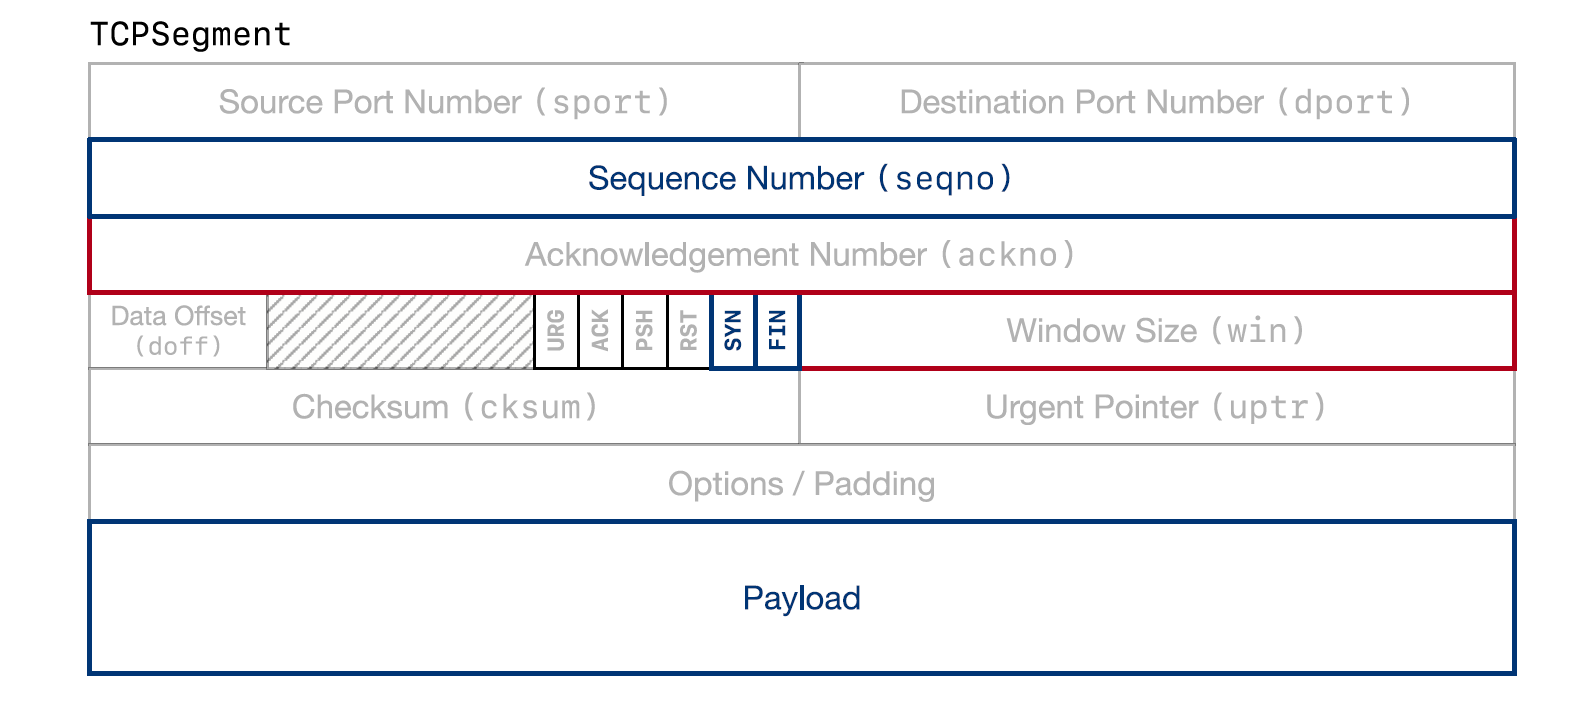 TCPSegment
Source Port Number (sport)
Destination Port Number (dport)
Sequence Number (seqno)
Acknowledgement Number (ackno)
Data Offset
(doff)
URG
ACK
PSH
RST
SYN
FIN
Window Size (win)
Checksum (cksum)
Urgent Pointer (uptr)
Options / Padding
Payload